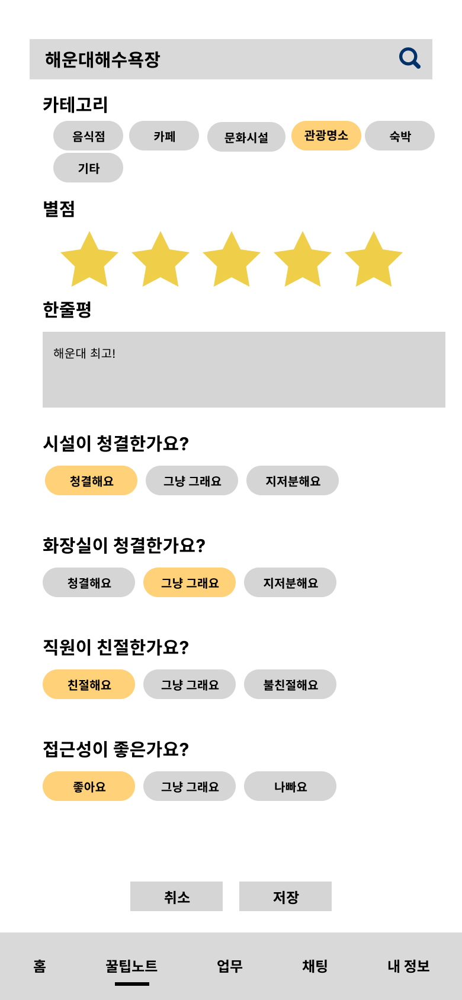 해운대해수욕장
카테고리
음식점 카페 문화시설 관광명소 숙박
기타
별점
한줄평
해운대 최고!
시설이 청결한가요?
청결해요 그냥 그래요 지저분해요
화장실이 청결한가요?
청결해요 그냥 그래요 지저분해요
직원이 친절한가요?
친절해요 그냥 그래요 불친절해요
접근성이 좋은가요?
좋아요 그냥 그래요 나빠요
취소 저장
홈 꿀팁노트 업무 채팅 내 정보